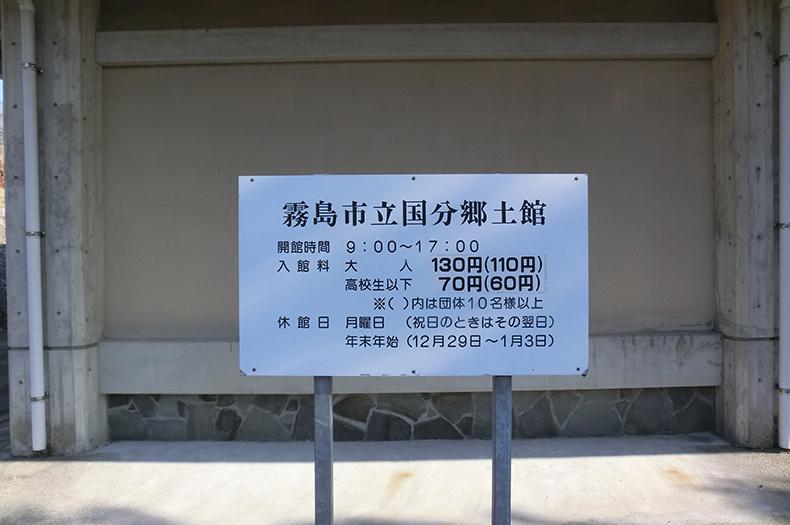 霧島市立国分郷土館
開館時間 9:00～17:00
入館料 大人 130円(110円)
高校生以下 70円(60円)
※( )内は団体10名様以上
休館日 月曜日 (祝日のときはその翌日)
年末年始 (12月29日～1月3日)